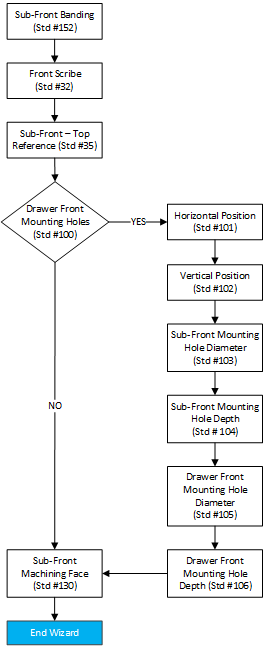 Sub-Front Banding
(Std #152)
Front Scribe
(Std #32)
Sub-Front – Top
Reference (Std #35)
Drawer Front
Mounting Holes
(Std #100)
YES
Horizontal Position
(Std #101)
Vertical Position
(Std #102)
Sub-Front Mounting
Hole Diameter
(Std #103)
Sub-Front Mounting
Hole Depth
(Std # 104)
Drawer Front
Mounting Hole
Diameter
(Std #105)
Drawer Front
Mounting Hole
Depth (Std #106)
NO
Sub-Front
Machining Face
(Std #130)
End Wizard